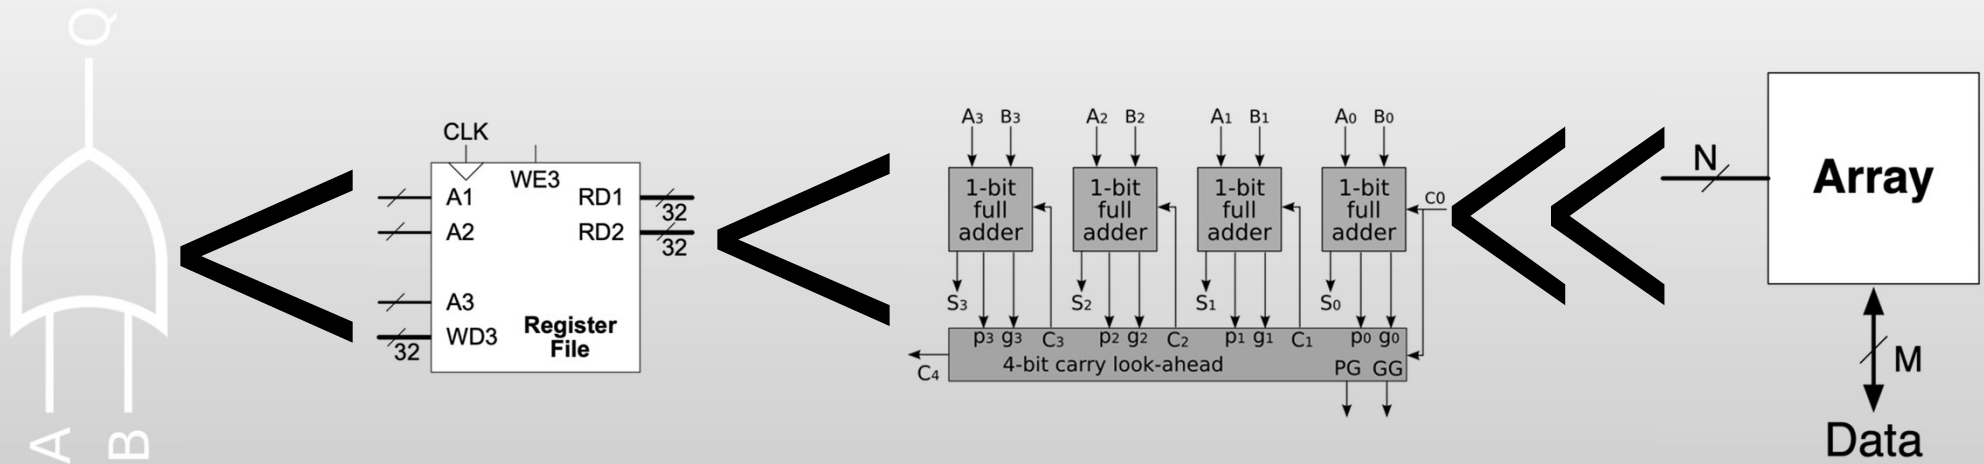 Q
A
B
CLK
WE3
A1
RD1
32
A2
RD2
32
A3
WD3
32
Register
File
A3 B3 A2 B2 A1 B1 A0 B0
1-bit
full
adder
1-bit
full
adder
1-bit
full
adder
1-bit
full
adder
C0
S3 S2 S1 S0
p3 g3 C3 p2 g2 C2 p1 g1 C1 p0 g0
4-bit carry look-ahead
PG GG
C4
N
Array
M
Data